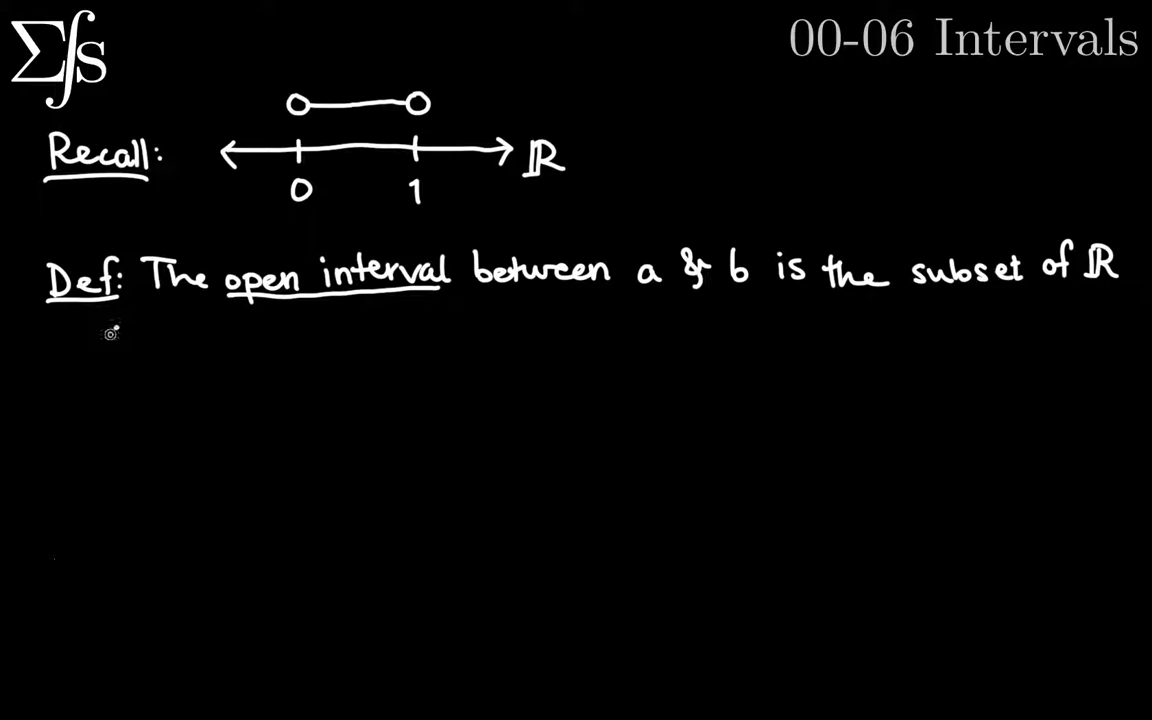 Σ∫S
00-06 Intervals
Recall:
ℝ
0 1
Def: The open interval between a & b is the subset of ℝ